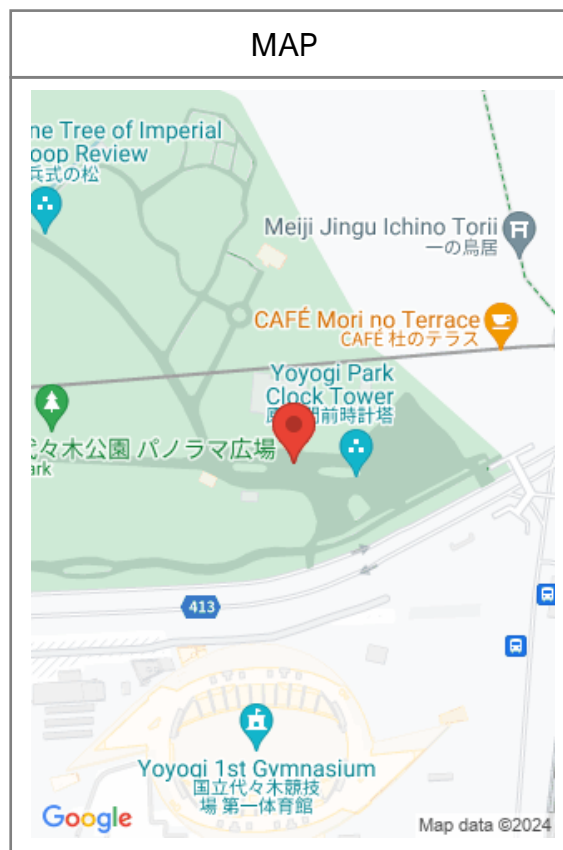 MAP
ne Tree of Imperial
oop Review
兵式の松
Meiji Jingu Ichino Torii
一の鳥居
CAFÉ Mori no Terrace
CAFÉ 杜のテラス
Yoyogi Park
Clock Tower
門前時計塔
代々木公園 パノラマ広場
ark
413
Yoyogi 1st Gymnasium
国立代々木競技
場 第一体育館
Google
Map data ©2024